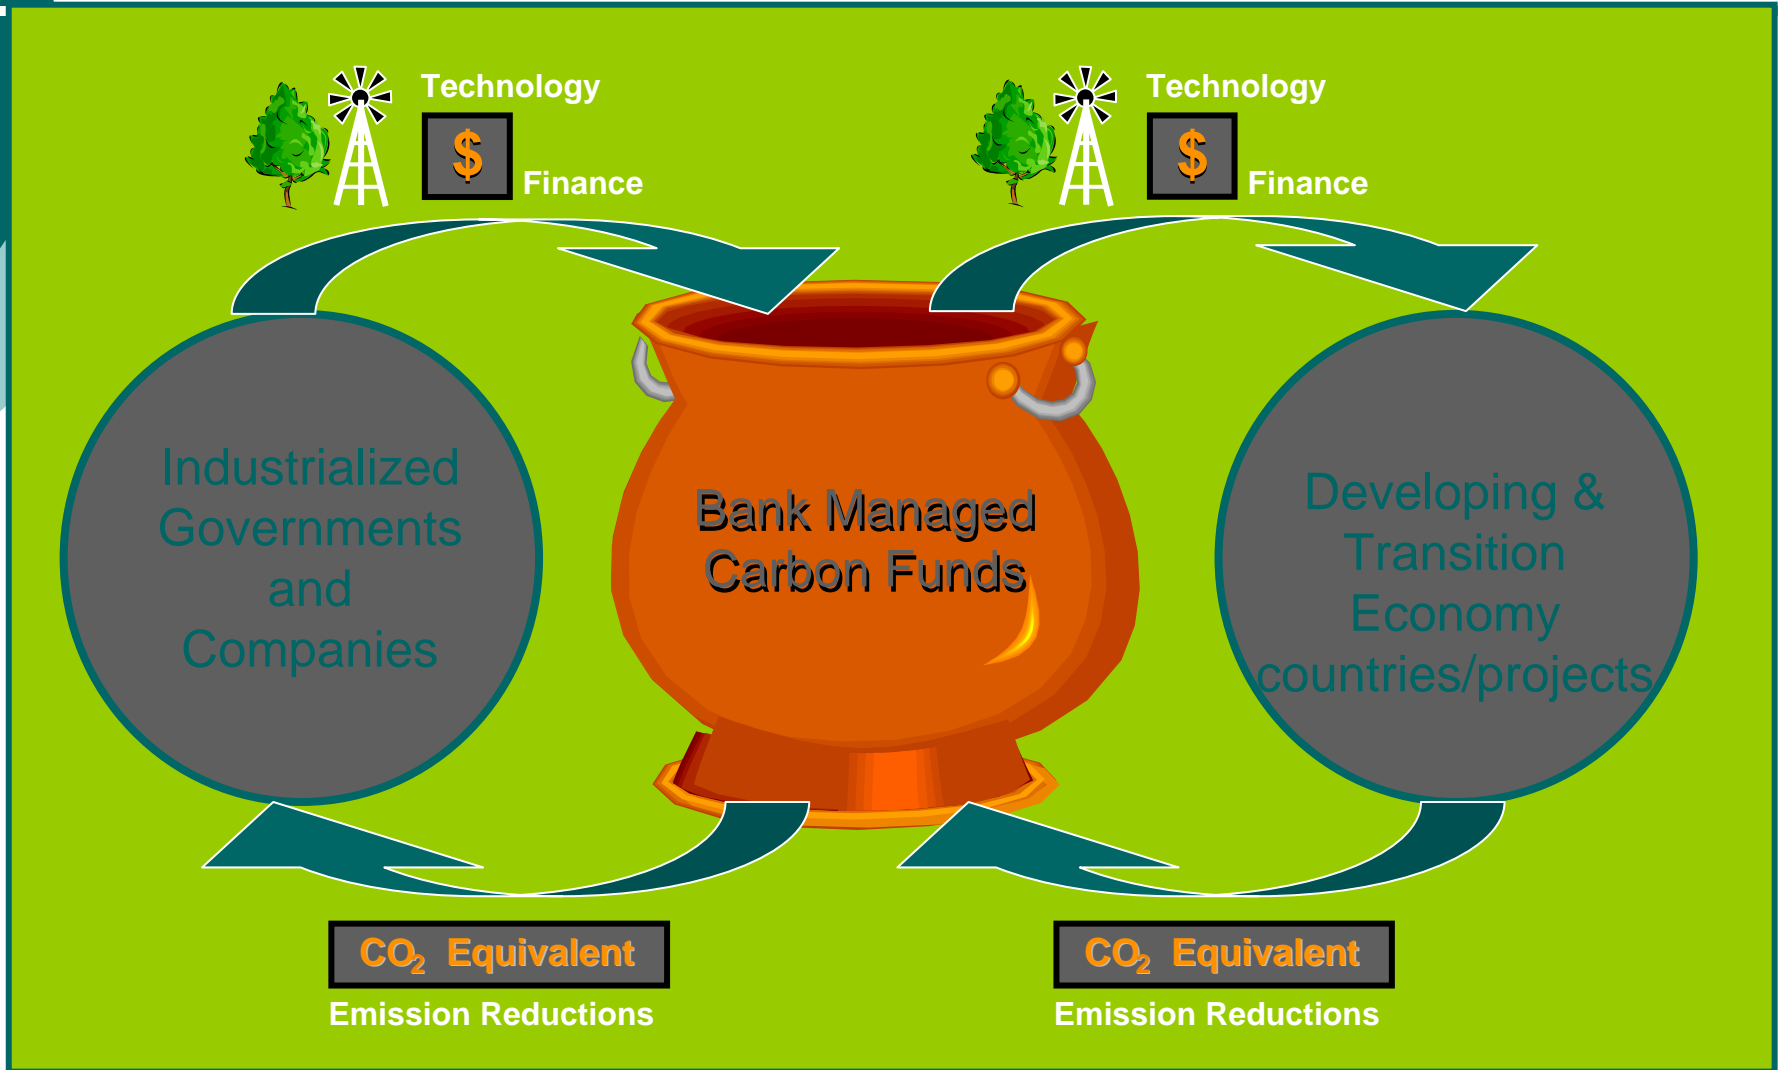 Technology
$
Finance
Technology
$
Finance
Industrialized
Governments
and
Companies
Bank Managed
Carbon Funds
Developing &
Transition
Economy
countries/projects
CO₂ Equivalent
Emission Reductions
CO₂ Equivalent
Emission Reductions